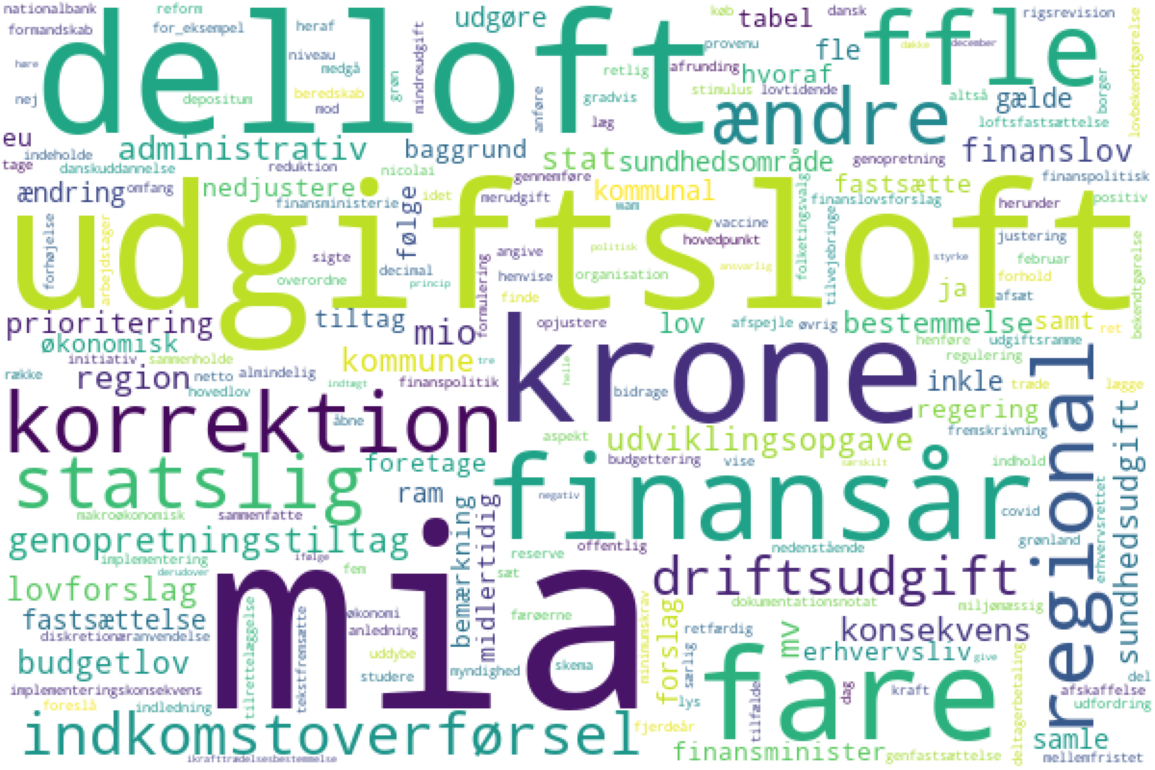 nationalbank
reform
formandskab
for_eksempel
heraf
udgøre
køb
dansk
rigsrevision
tabel
delloft
niveau
medgå
provenu
fle
ffle
dække
december
høre
retlig
afrunding
hvoraf
nej
depositum
grøn
beredskab
mod
mindreudgift
gradvis
stimulus
lovtidende
altså
gælde
borger
lovbekendtgørelse
anføre
læg
ændre
loftsfastsættelse
eu
indeholde
administrativ
baggrund
stat
sundhedsområde
genopretning
finanslov
tage
danskuddannelse
reduktion
nicolai
gennemføre
finanspolitisk
ændring
omfang
nedjustere
merudgift
idet
kommunal
fastsætte
finansministerie
wam
finanslovsforslag
herunder
positiv
udgiftsloft
forhøjelse
arbejdstager
følge
vaccine
hovedpunkt
folketingsvalg
tilvejebringe
justering
sigte
angive
politisk
februar
overordne
decimal
henvise
organisation
ansvarlig
styrke
forhold
princip
finde
ja
afsæt
bekendtgørelse
prioritering
tiltag
mio
formulering
opjustere
lov
afspejle
øvrig
bestemmelse
samt
ret
økonomisk
krone
henføre
udgiftsramme
initiativ
sammenholde
kommune
tre
helle
regulering
række
region
netto
almindelig
indtægt
finanspolitik
bidrage
inkle
træde
lægge
hovedlov
korrektion
åbne
regering
regional
aspekt
udviklingsopgave
fremskrivning
statslig
foretage
budgettering
vise
særskilt
indhold
sundhedsudgift
ram
finansår
negativ
makroøkonomisk
sammenfatte
bemærkning
midlertidig
covid
genopretningstiltag
reserve
offentlig
nedenstående
grønland
erhvervsrettet
implementering
ifølge
derudover
fem
sæt
mia
driftsudgift
lovforslag
økonomi
færøerne
minimumskrav
dokumentationsnotat
miljømæssig
fastsættelse
tilrettelæggelse
tekstfremsætte
anledning
forslag
retfærdig
mv
konsekvens
diskretionæranvendelse
uddybe
særlig
erhvervsliv
give
budgetlov
studere
myndighed
skema
fare
deltagerbetaling
del
implementeringskonsekvens
lys
tilfælde
dag
kraft
afskaffelse
foreslå
indledning
udfordring
indkomstoverførsel
fjerdeår
samle
finansminister
genfastsættelse
mellemfristet
ikrafttrædelsesbestemmelse